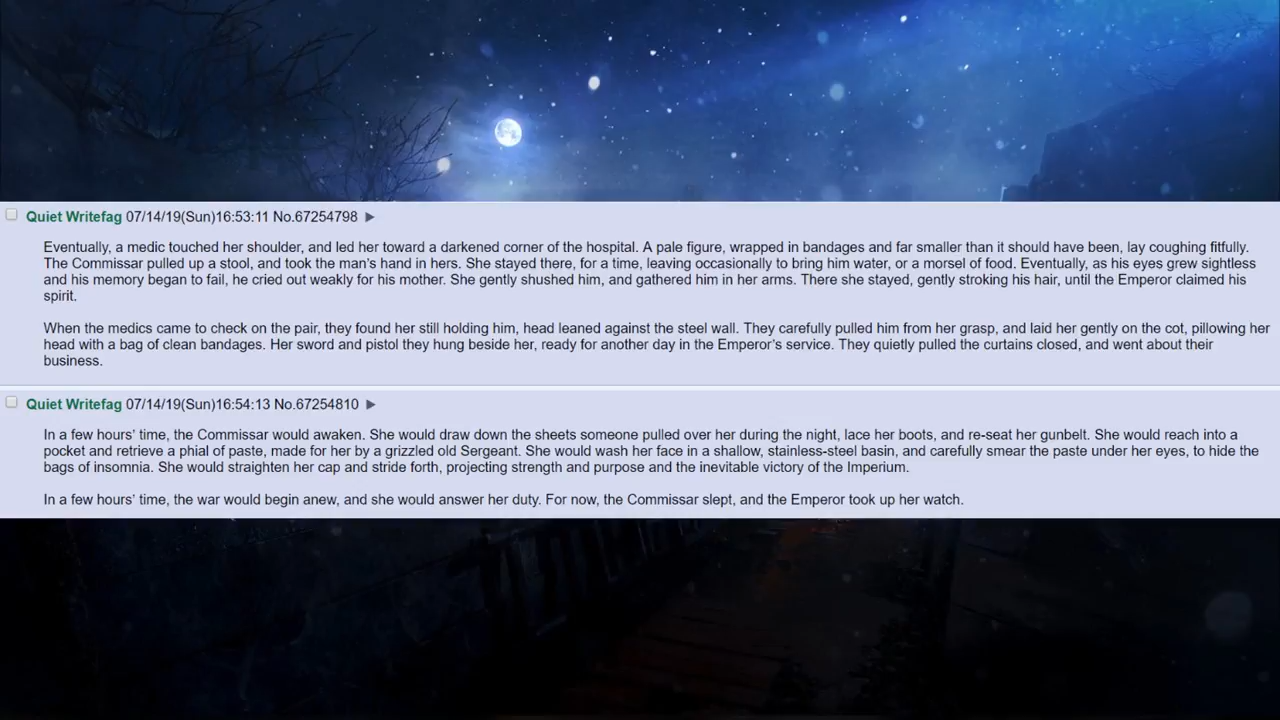 Quiet Writefag 07/14/19(Sun)16:53:11 No.67254798 ▶
Eventually, a medic touched her shoulder, and led her toward a darkened corner of the hospital. A pale figure, wrapped in bandages and far smaller than it should have been, lay coughing fitfully.
The Commissar pulled up a stool, and took the man's hand in hers. She stayed there, for a time, leaving occasionally to bring him water, or a morsel of food. Eventually, as his eyes grew sightless
and his memory began to fail, he cried out weakly for his mother. She gently shushed him, and gathered him in her arms. There she stayed, gently stroking his hair, until the Emperor claimed his
spirit.
When the medics came to check on the pair, they found her still holding him, head leaned against the steel wall. They carefully pulled him from her grasp, and laid her gently on the cot, pillowing her
head with a bag of clean bandages. Her sword and pistol they hung beside her, ready for another day in the Emperor's service. They quietly pulled the curtains closed, and went about their
business.
Quiet Writefag 07/14/19(Sun)16:54:13 No.67254810 ▶
In a few hours' time, the Commissar would awaken. She would draw down the sheets someone pulled over her during the night, lace her boots, and re-seat her gunbelt. She would reach into a
pocket and retrieve a phial of paste, made for her by a grizzled old Sergeant. She would wash her face in a shallow, stainless-steel basin, and carefully smear the paste under her eyes, to hide the
bags of insomnia. She would straighten her cap and stride forth, projecting strength and purpose and the inevitable victory of the Imperium.
In a few hours' time, the war would begin anew, and she would answer her duty. For now, the Commissar slept, and the Emperor took up her watch.